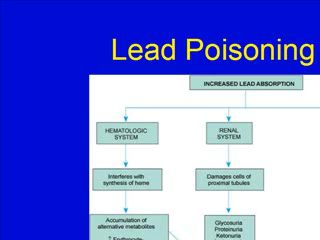 Lead Poisoning
INCREASED LEAD ABSORPTION
HEMATOLOGIC
SYSTEM
RENAL
SYSTEM
Interferes with
synthesis of heme
Damages cells of
proximal tubules
Accumulation of
alternative metabolites
Glycosuria
Proteinuria
Ketonuria